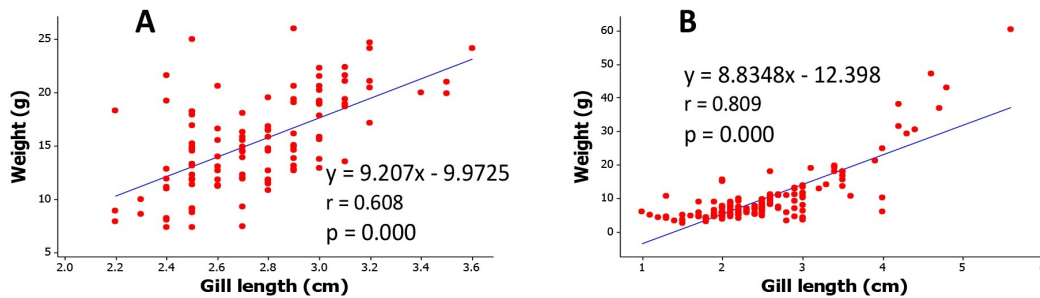 A
Weight (g)
25
20
15
10
5
y = 9.207x - 9.9725
r = 0.608
p = 0.000
2.0 2.2 2.4 2.6 2.8 3.0 3.2 3.4 3.6
Gill length (cm)
B
Weight (g)
60
50
40
30
20
10
0
y = 8.8348x - 12.398
r = 0.809
p = 0.000
1 2 3 4 5
Gill length (cm)